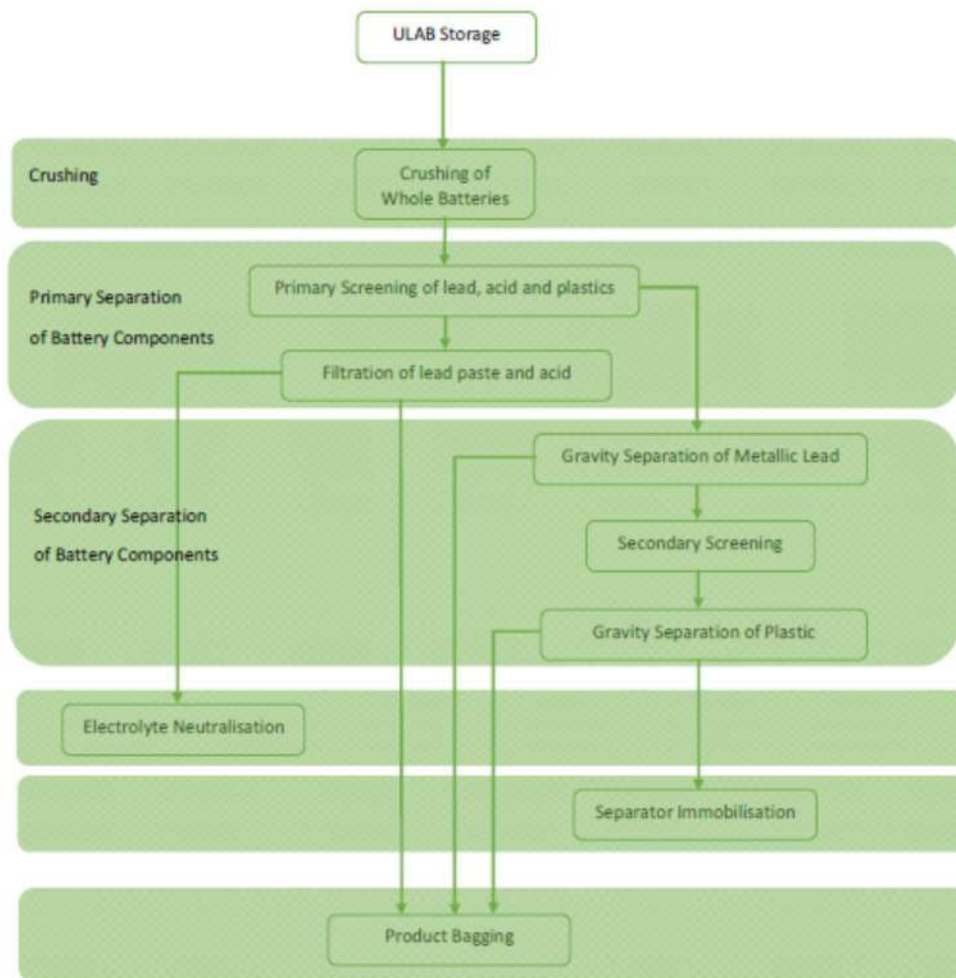 ULAB Storage
Crushing
Crushing of
Whole Batteries
Primary Separation
of Battery Components
Primary Screening of lead, acid and plastics
Filtration of lead paste and acid
Secondary Separation
of Battery Components
Gravity Separation of Metallic Lead
Secondary Screening
Gravity Separation of Plastic
Electrolyte Neutralisation
Separator Immobilisation
Product Bagging